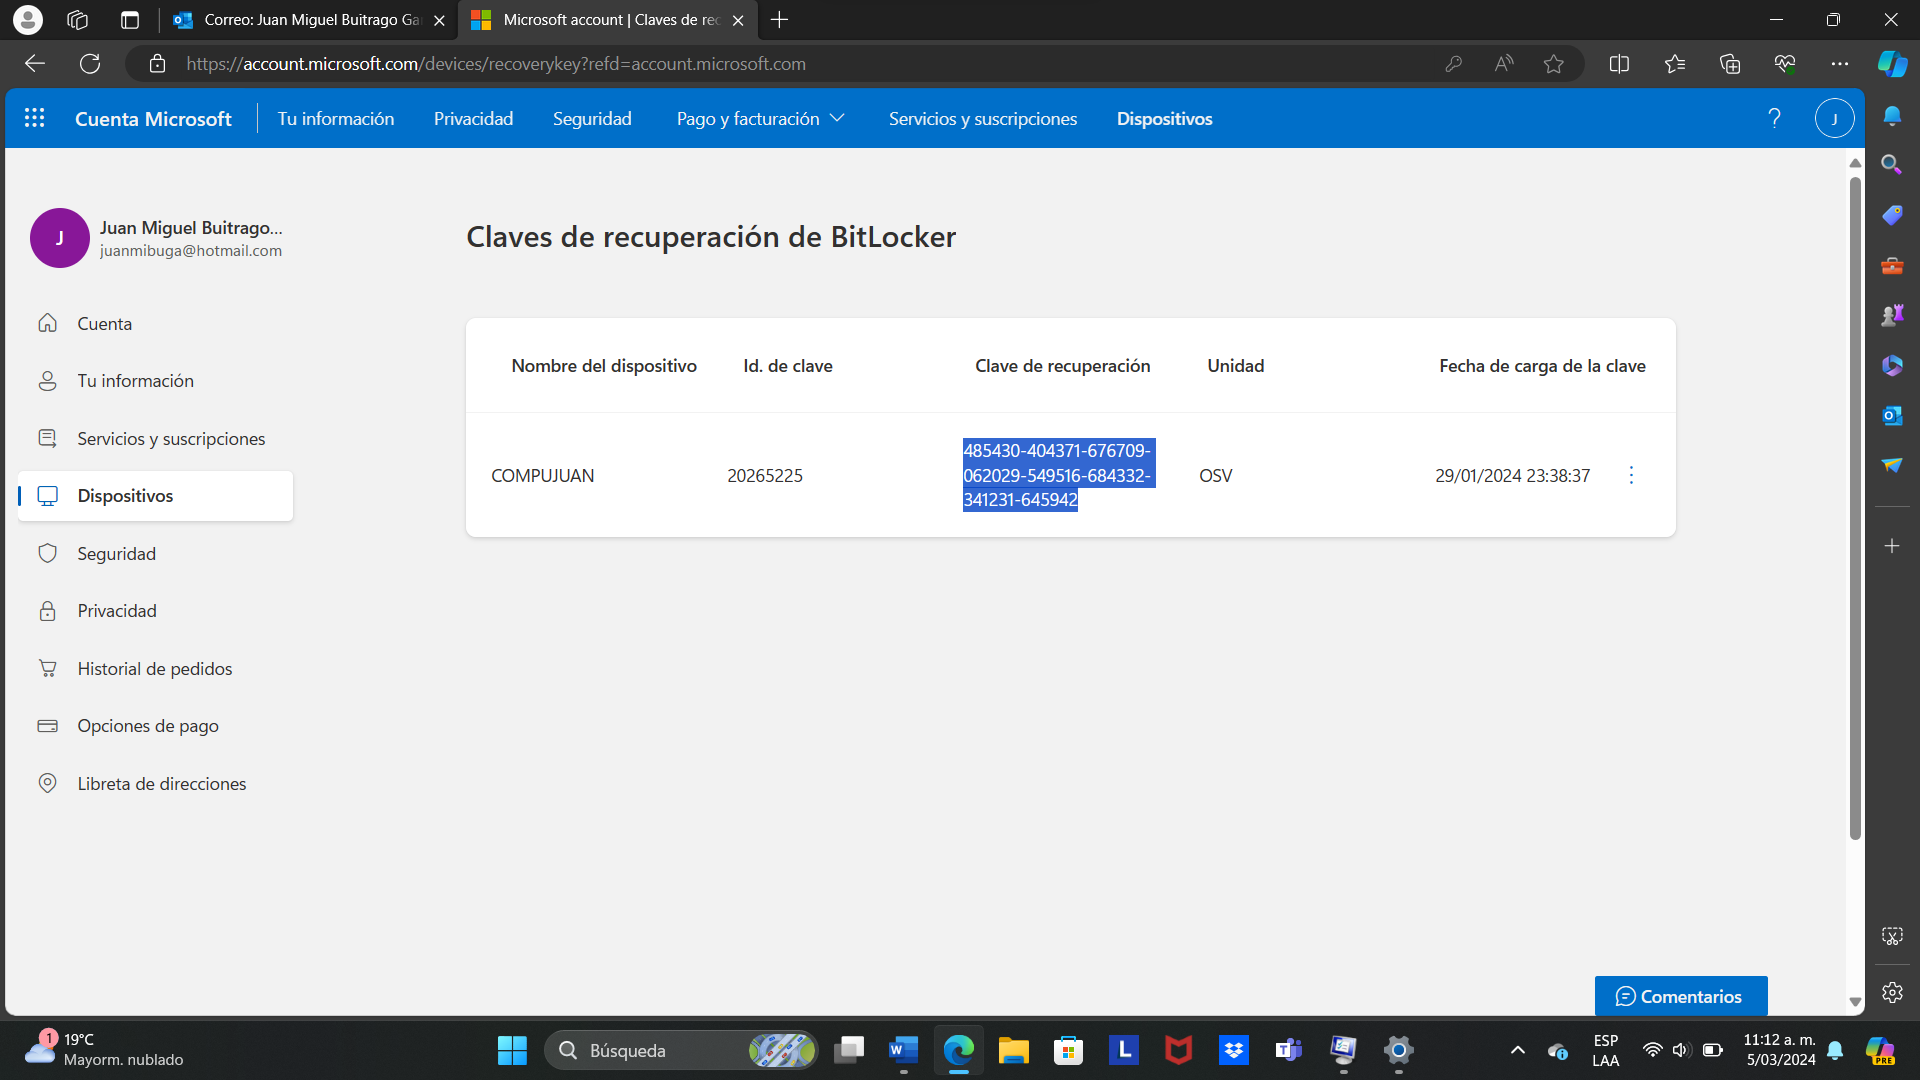 Correo: Juan Miguel Buitrago Ga
Microsoft account | Claves de rec
https://account.microsoft.com/devices/recoverykey?refd=account.microsoft.com
Cuenta Microsoft
Tu información
Privacidad
Seguridad
Pago y facturación
Servicios y suscripciones
Dispositivos
?
J
J
Juan Miguel Buitrago...
juanmibuga@hotmail.com
Cuenta
Tu información
Servicios y suscripciones
Dispositivos
Seguridad
Privacidad
Historial de pedidos
Opciones de pago
Libreta de direcciones
Claves de recuperación de BitLocker
Nombre del dispositivo
Id. de clave
Clave de recuperación
Unidad
Fecha de carga de la clave
COMPUJUAN
20265225
485430-404371-676709-
062029-549516-684332-
341231-645942
OSV
29/01/2024 23:38:37
Comentarios
1
19°C
Mayorm. nublado
Búsqueda
ESP
LAA
11:12 a. m.
5/03/2024
PRE